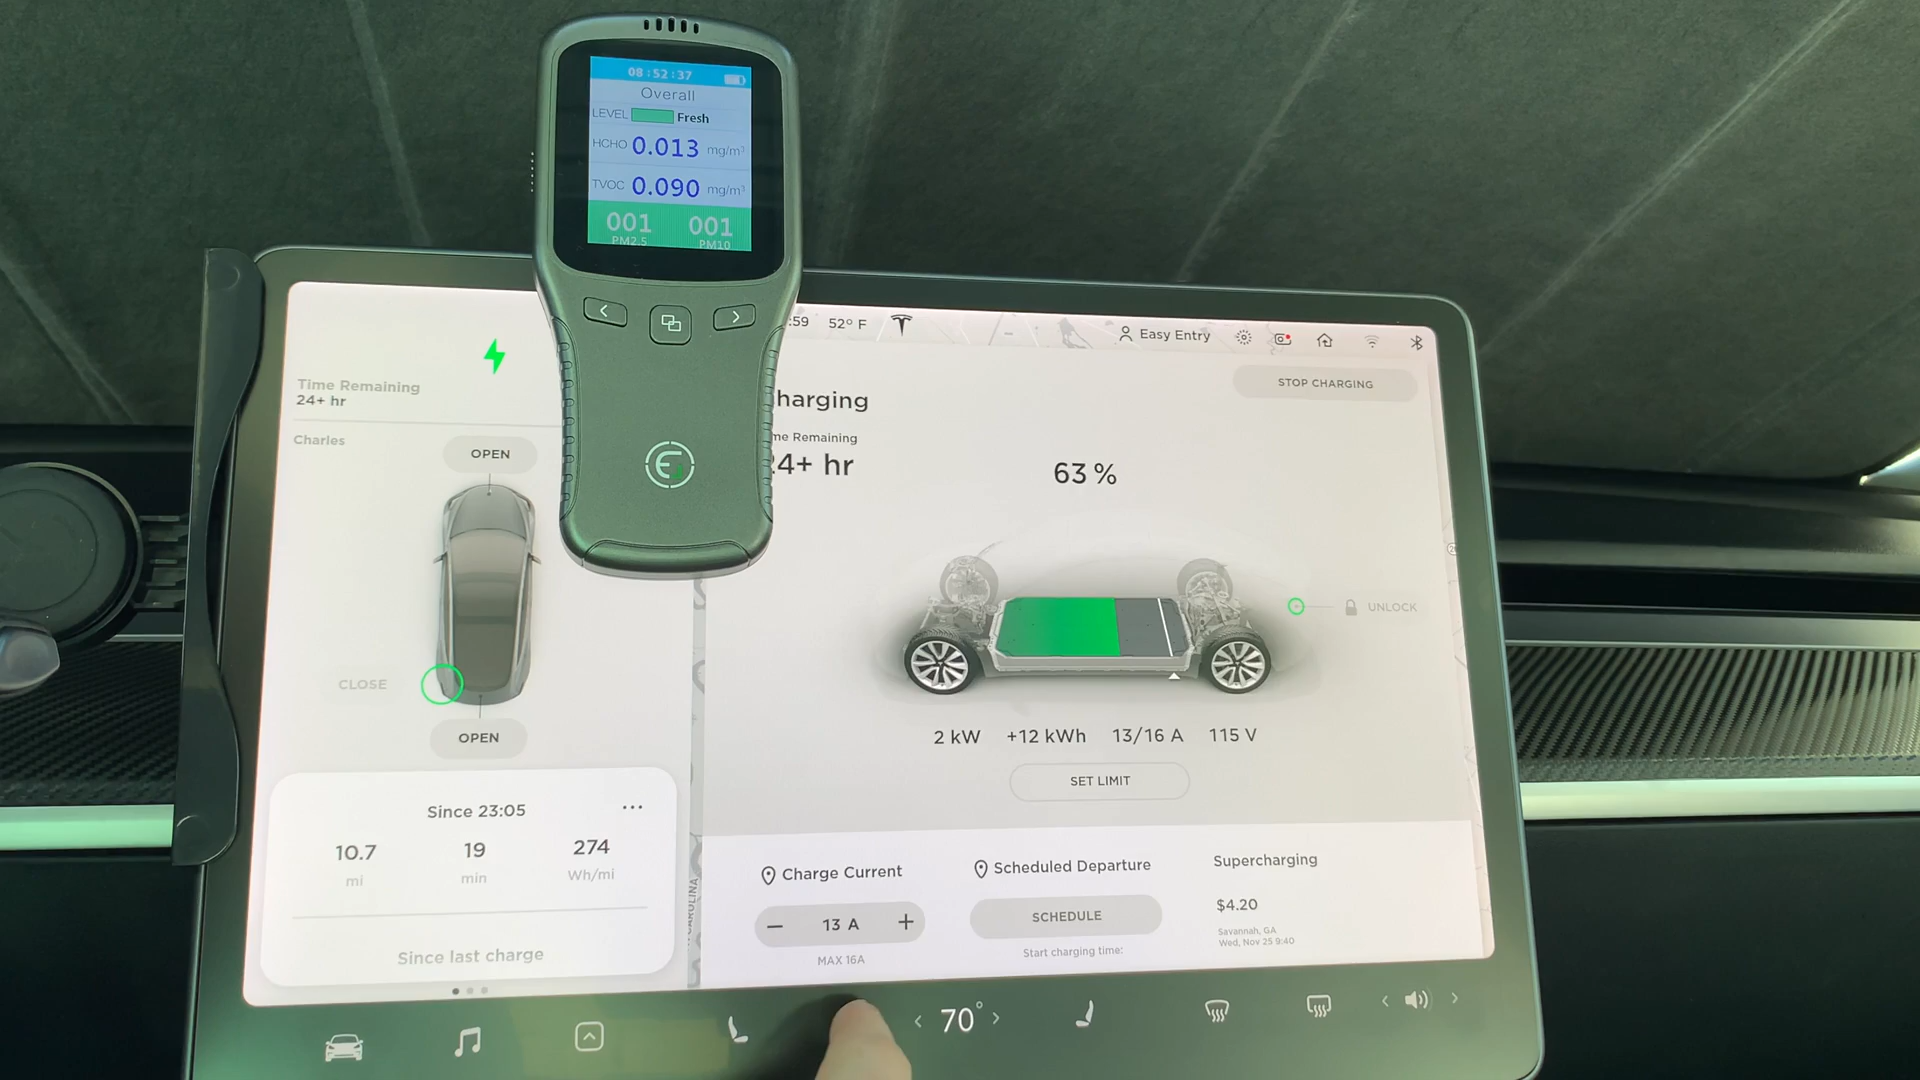 08:52:37
Overall
LEVEL Fresh
HCHO 0.013 mg/m³
TVOC 0.090 mg/m³
001 001
PM2.5 PM10
:59 52° F Easy Entry
Time Remaining
24+ hr
Charles
OPEN
CLOSE
OPEN
Since 23:05
10.7 19 274
mi min Wh/mi
Since last charge
STOP CHARGING
harging
me Remaining
4+ hr
63 %
UNLOCK
2 kW +12 kWh 13/16 A 115 V
SET LIMIT
Charge Current
13 A
MAX 16A
Scheduled Departure
SCHEDULE
Start charging time:
Supercharging
$4.20
Savannah, GA
Wed, Nov 25 9:40
CAROLINA
70°